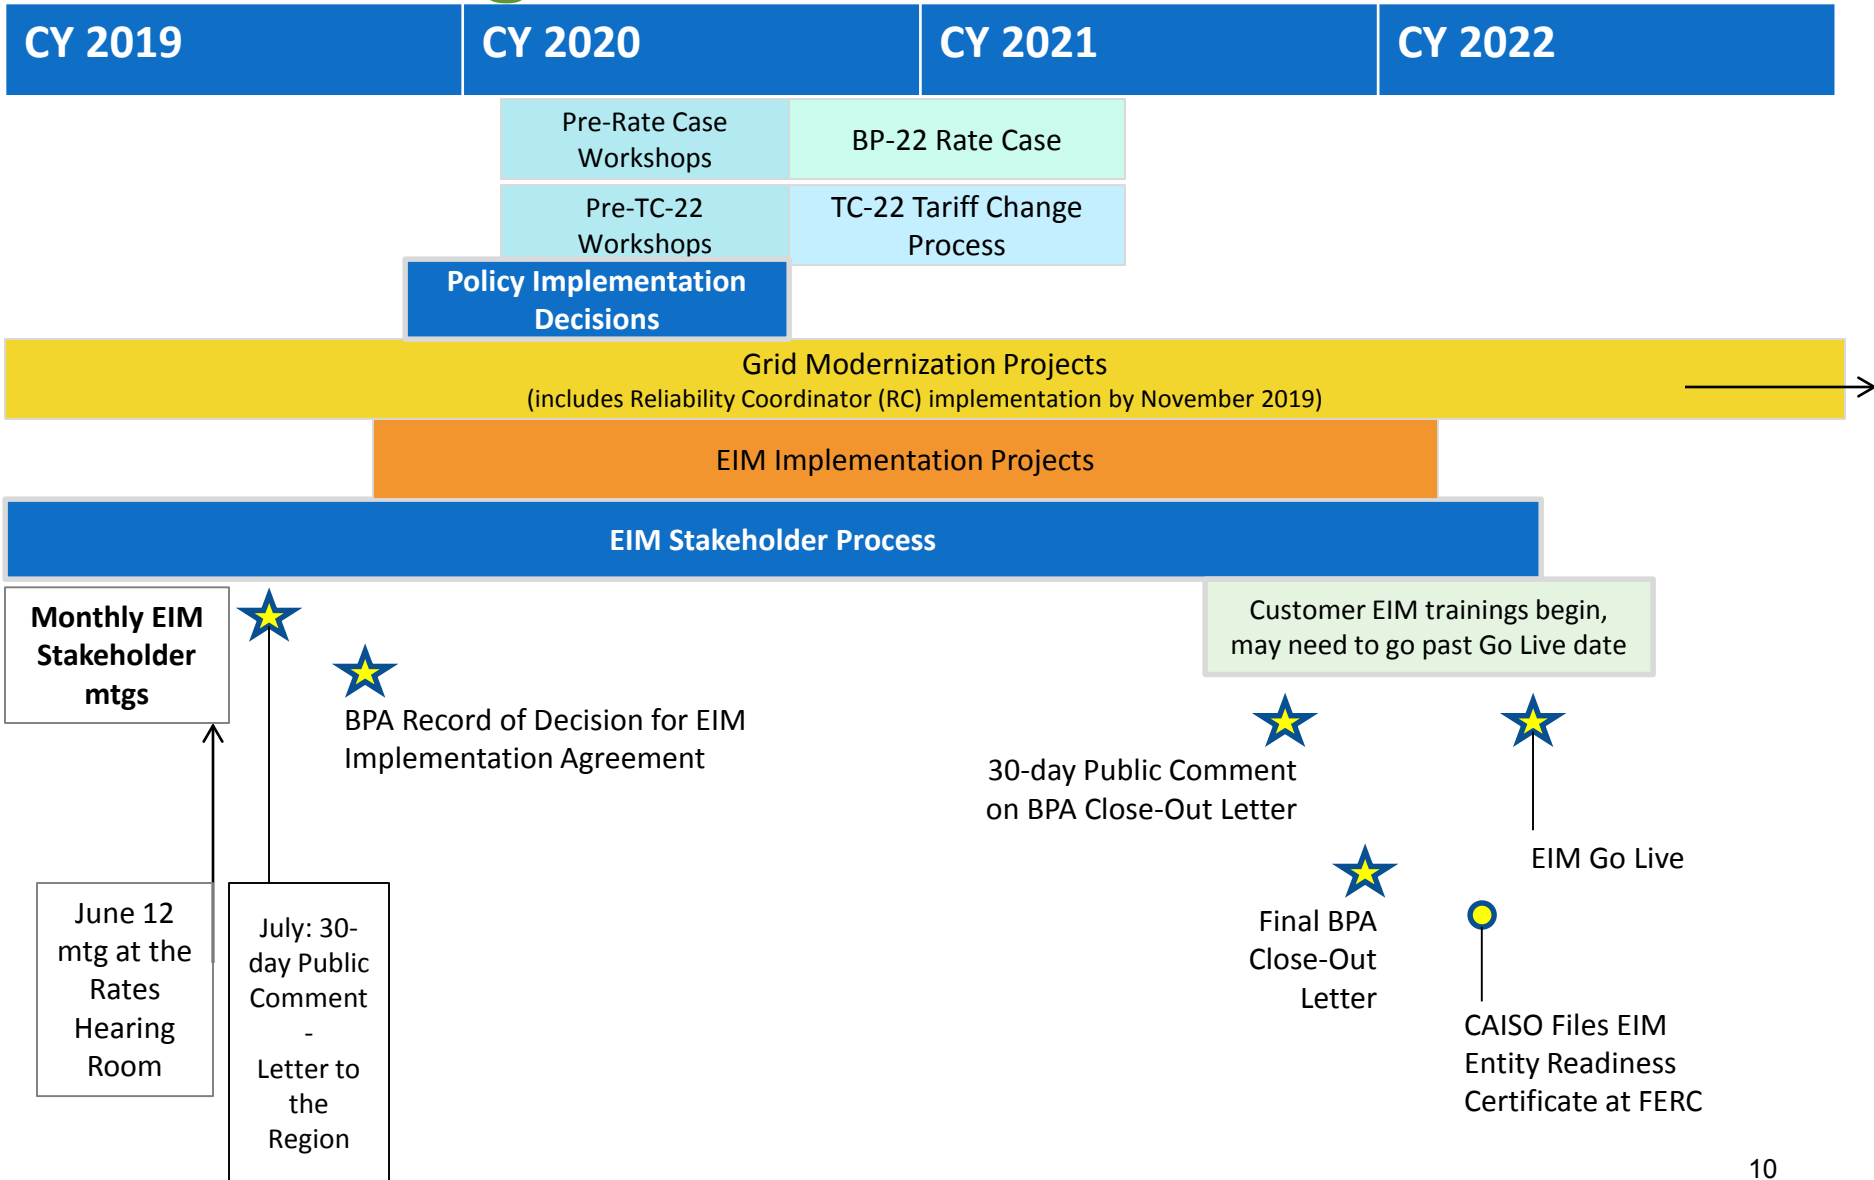 CY 2019
CY 2020
CY 2021
CY 2022
Pre-Rate Case
Workshops
BP-22 Rate Case
Pre-TC-22
Workshops
TC-22 Tariff Change
Process
Policy Implementation
Decisions
Grid Modernization Projects
(includes Reliability Coordinator (RC) implementation by November 2019)
EIM Implementation Projects
EIM Stakeholder Process
Monthly EIM
Stakeholder
mtgs
Customer EIM trainings begin,
may need to go past Go Live date
BPA Record of Decision for EIM
Implementation Agreement
30-day Public Comment
on BPA Close-Out Letter
EIM Go Live
Final BPA
Close-Out
Letter
June 12
mtg at the
Rates
Hearing
Room
July: 30-
day Public
Comment
-
Letter to
the
Region
CAISO Files EIM
Entity Readiness
Certificate at FERC
10